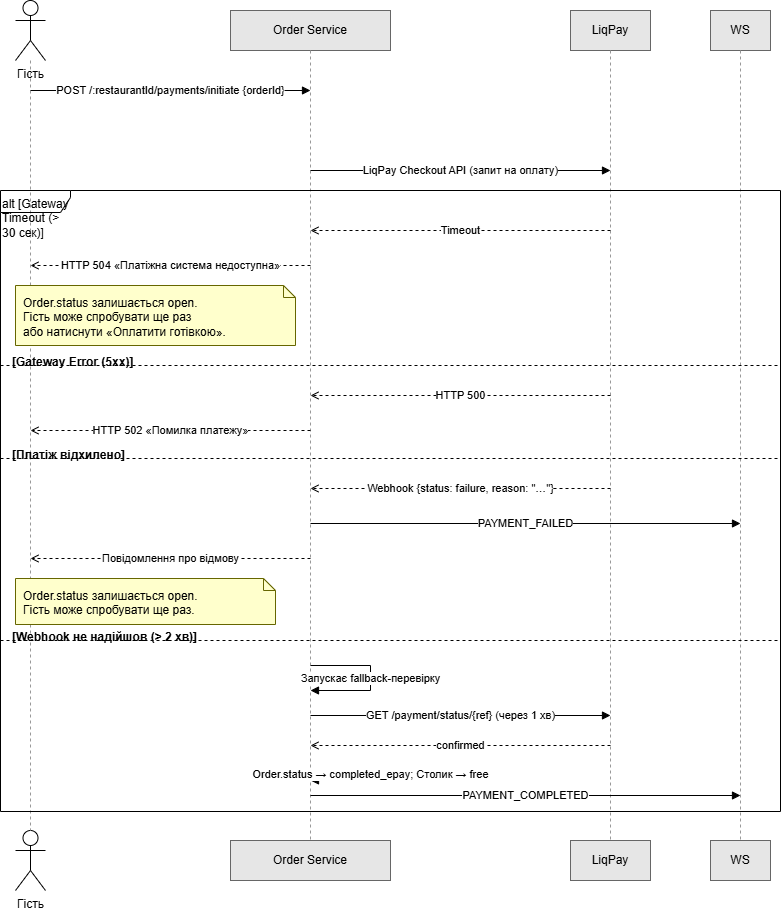 Order Service
LiqPay
WS
Гість
POST /:restaurantId/payments/initiate {orderId}
LiqPay Checkout API (запит на оплату)
alt [Gateway
Timeout (>
30 сек)]
Timeout
HTTP 504 «Платіжна система недоступна»
Order.status залишається open.
Гість може спробувати ще раз
або натиснути «Оплатити готівкою».
[Gateway Error (5xx)]
HTTP 500
HTTP 502 «Помилка платежу»
[Платіж відхилено]
Webhook {status: failure, reason: "..."}
PAYMENT_FAILED
Повідомлення про відмову
Order.status залишається open.
Гість може спробувати ще раз.
[Webhook не надійшов (> 2 хв)]
Запускає fallback-перевірку
GET /payment/status/{ref} (через 1 хв)
confirmed
Order.status → completed_epay; Столик → free
PAYMENT_COMPLETED
Order Service
LiqPay
WS
Гість